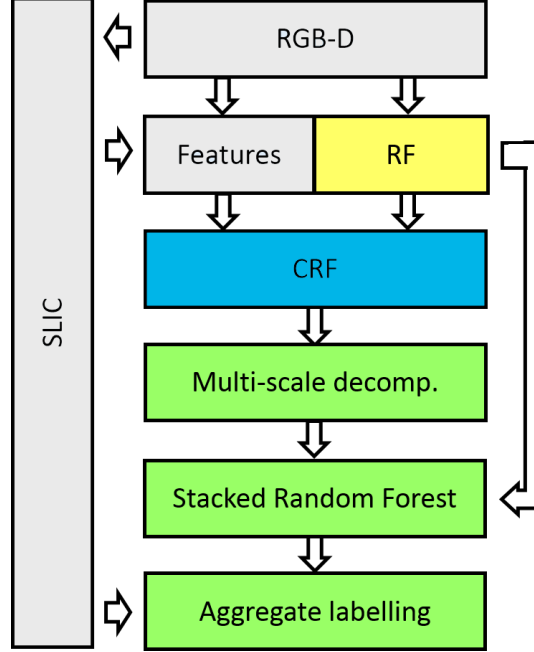 RGB-D
Features
RF
CRF
SLIC
Multi-scale decomp.
Stacked Random Forest
Aggregate labelling